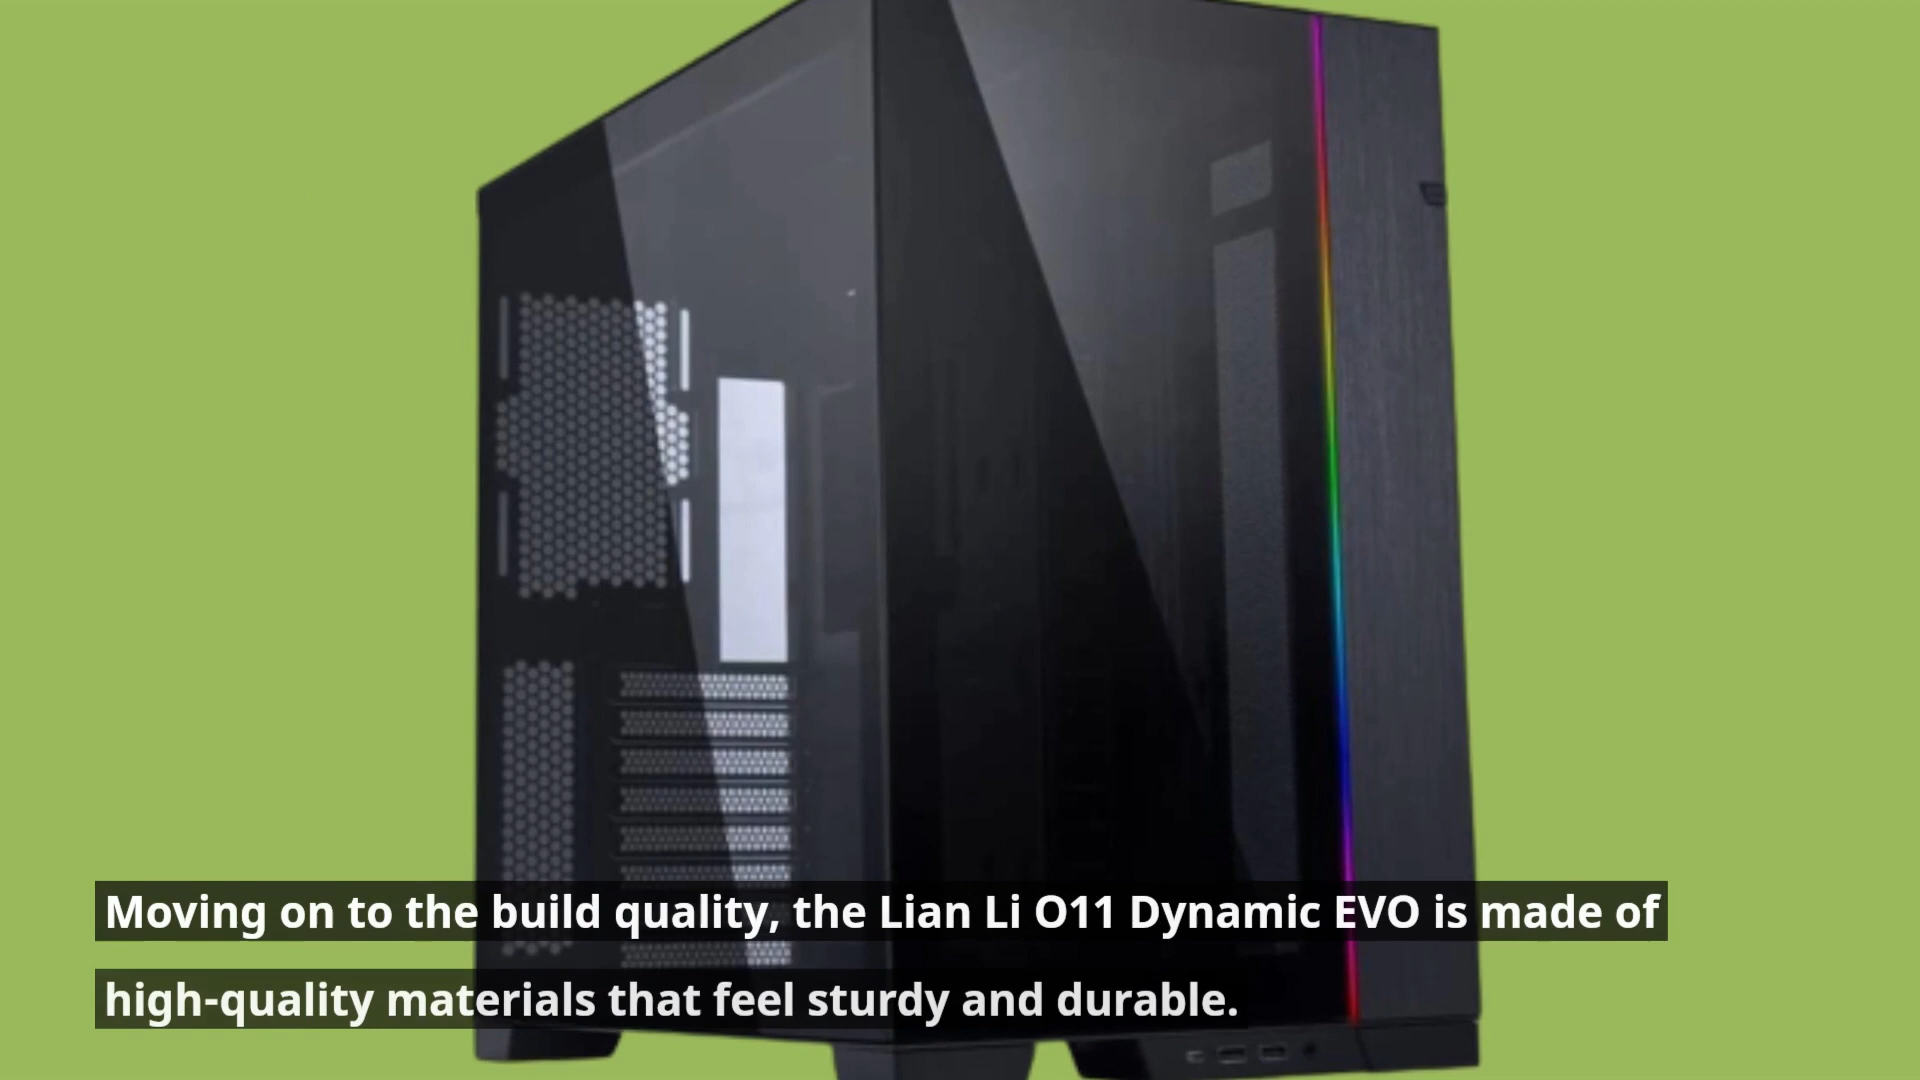 Moving on to the build quality, the Lian Li O11 Dynamic EVO is made of
high-quality materials that feel sturdy and durable.